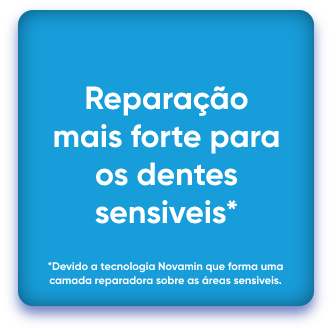 Reparação
mais forte para
os dentes
sensiveis*
*Devido a tecnologia Novamin que forma uma
camada reparadora sobre as áreas sensiveis.